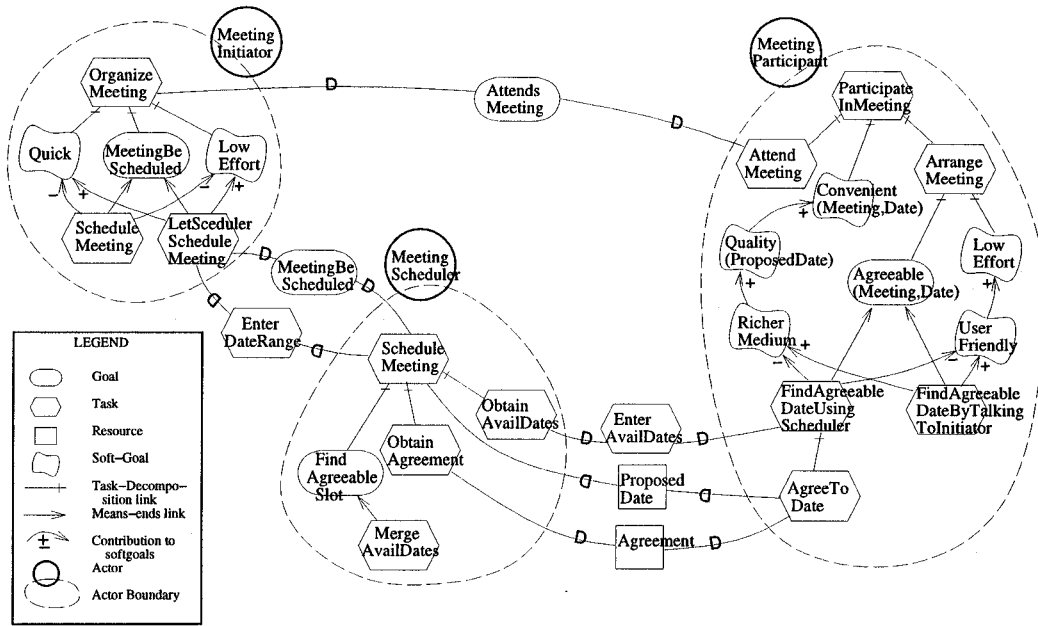 Meeting
Initiator
Organize
Meeting
Quick
MeetingBe
Scheduled
Low
Effort
−
+
−
+
Schedule
Meeting
LetSceduler
Schedule
Meeting
D
Attends
Meeting
D
D
MeetingBe
Scheduled
D
D
Enter
DateRange
D
Meeting
Scheduler
Schedule
Meeting
Obtain
AvailDates
Obtain
Agreement
Find
Agreeable
Slot
Merge
AvailDates
D
Enter
AvailDates
D
D
Proposed
Date
D
D
Agreement
D
Meeting
Participant
Participate
InMeeting
Attend
Meeting
Arrange
Meeting
Convenient
(Meeting,Date)
+
Quality
(ProposedDate)
+
Agreeable
(Meeting,Date)
Low
Effort
+
Richer
Medium
+
−
User
Friendly
−
+
FindAgreeable
DateUsing
Scheduler
FindAgreeable
DateByTalking
ToInitiator
AgreeTo
Date
LEGEND
Goal
Task
Resource
Soft−Goal
Task−Decompo−
sition link
Means−ends link
±
Contribution to
softgoals
Actor
Actor Boundary